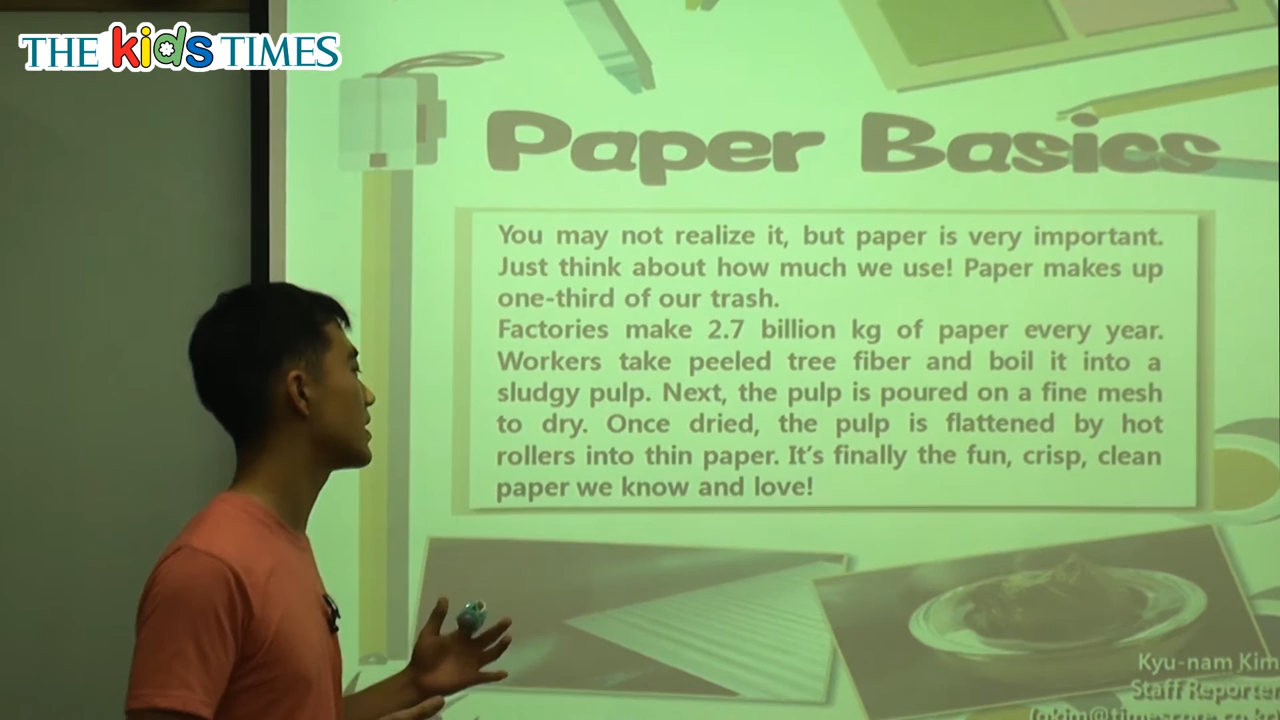 THE kids TIMES
Paper Basics
You may not realize it, but paper is very important.
Just think about how much we use! Paper makes up
one-third of our trash.
Factories make 2.7 billion kg of paper every year.
Workers take peeled tree fiber and boil it into a
sludgy pulp. Next, the pulp is poured on a fine mesh
to dry. Once dried, the pulp is flattened by hot
rollers into thin paper. It's finally the fun, crisp, clean
paper we know and love!
Kyu-nam Kim
Staff Reporter